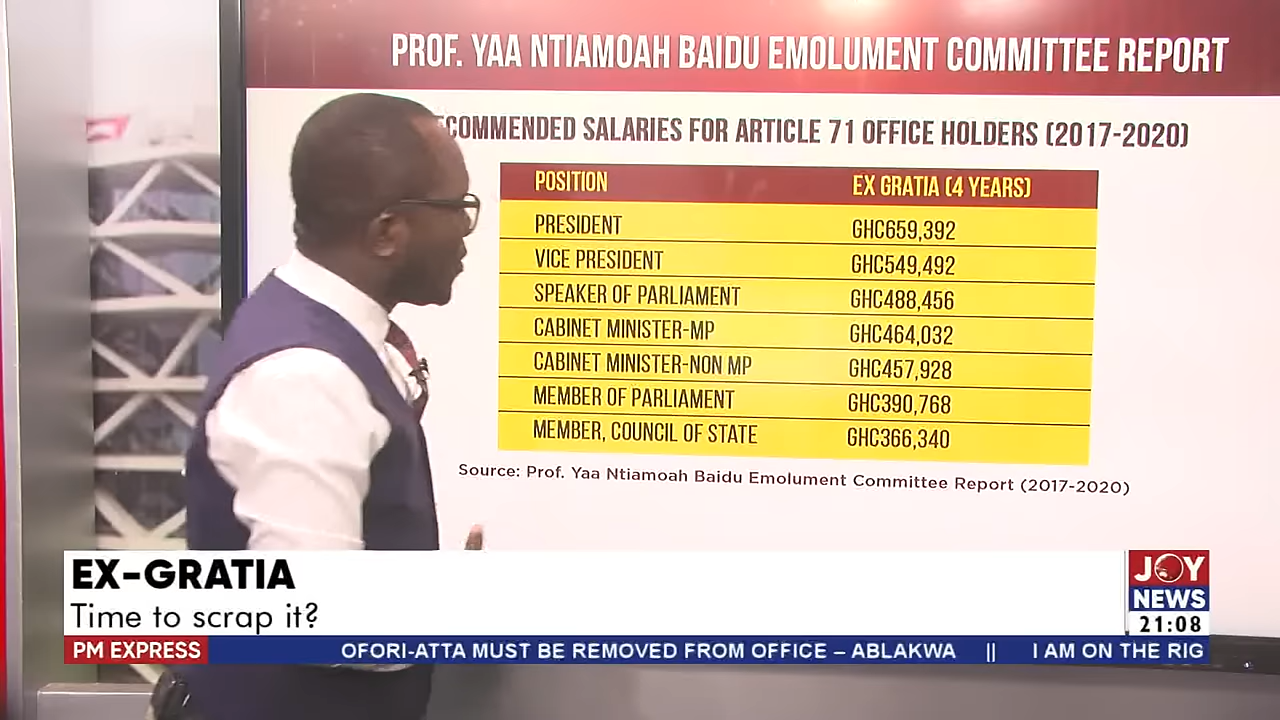 PROF. YAA NTIAMOAH BAIDU EMOLUMENT COMMITTEE REPORT
COMMENDED SALARIES FOR ARTICLE 71 OFFICE HOLDERS (2017-2020)
POSITION EX GRATIA (4 YEARS)
PRESIDENT GHC659,392
VICE PRESIDENT GHC549,492
SPEAKER OF PARLIAMENT GHC488,456
CABINET MINISTER-MP GHC464,032
CABINET MINISTER-NON MP GHC457,928
MEMBER OF PARLIAMENT GHC390,768
MEMBER, COUNCIL OF STATE GHC366,340
Source: Prof. Yaa Ntiamoah Baidu Emolument Committee Report (2017-2020)
EX-GRATIA
Time to scrap it?
JOY
NEWS
21:08
PM EXPRESS OFORI-ATTA MUST BE REMOVED FROM OFFICE – ABLAKWA || I AM ON THE RIG